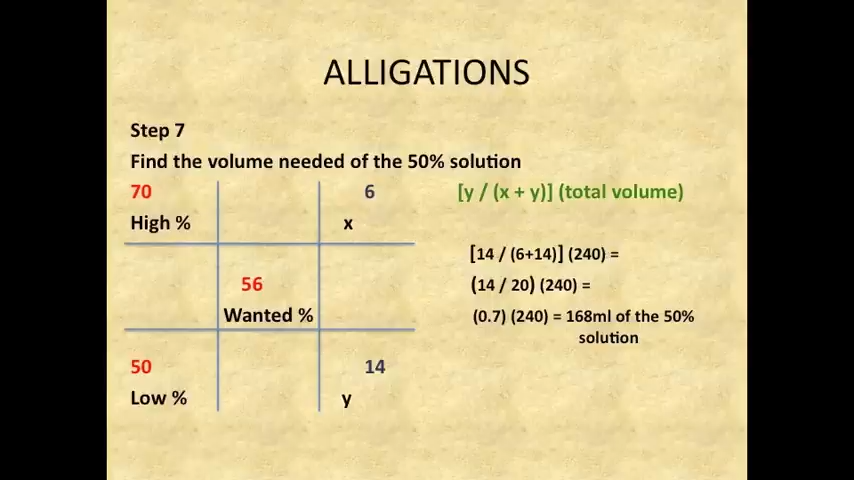 ALLIGATIONS
Step 7
Find the volume needed of the 50% solution
70 6 [y / (x + y)] (total volume)
High % x
[14 / (6+14)] (240) =
56 (14 / 20) (240) =
Wanted % (0.7) (240) = 168ml of the 50%
solution
50 14
Low % y